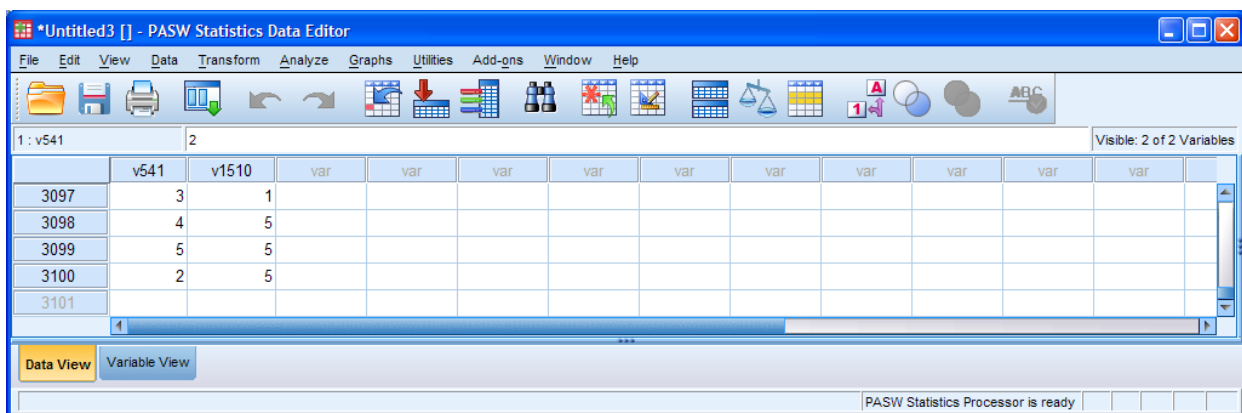 *Untitled3 [] - PASW Statistics Data Editor
File Edit View Data Transform Analyze Graphs Utilities Add-ons Window Help
A 1 ABC
1 : v541 2 Visible: 2 of 2 Variables
v541 v1510 var var var var var var var var var var
3097 3 1
3098 4 5
3099 5 5
3100 2 5
3101
Data View Variable View
PASW Statistics Processor is ready